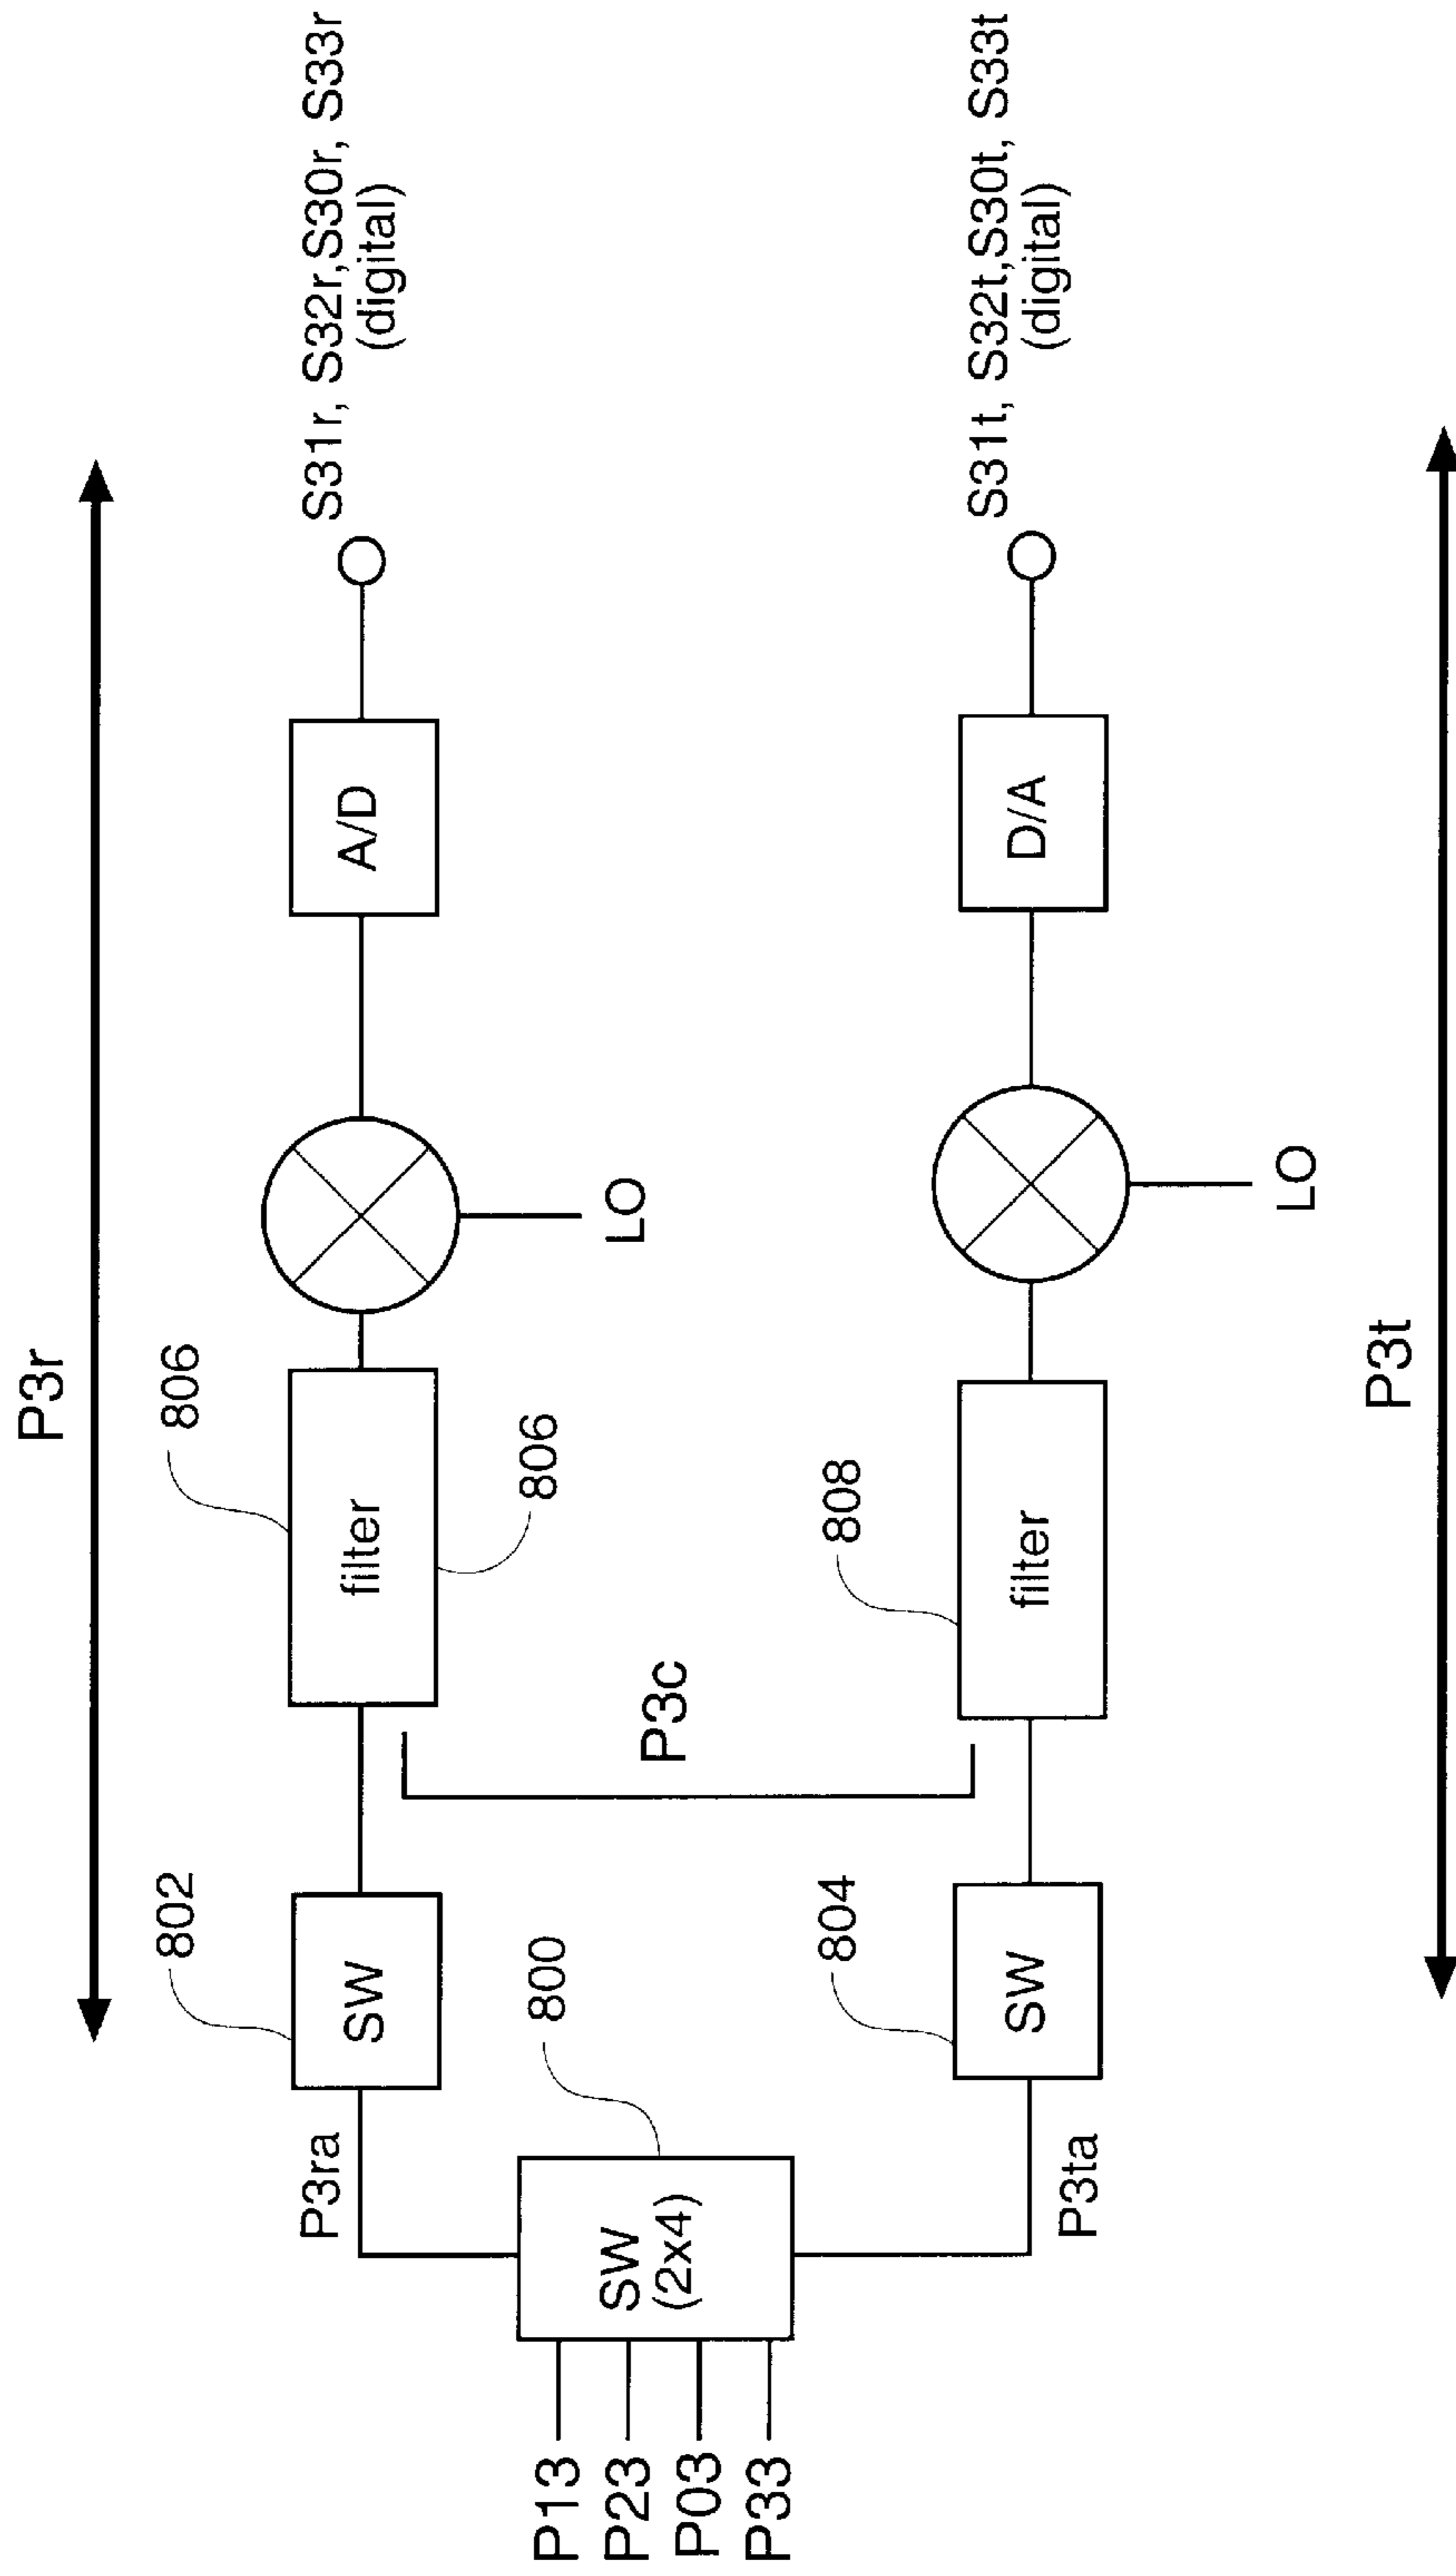 P3r
802
806
P3ra
SW
filter
LO
A/D
S31r, S32r,S30r, S33r
(digital)
806
P13
P23
P03
P33
SW
(2x4)
800
P3c
804
808
P3ta
SW
filter
LO
D/A
S31t, S32t,S30t, S33t
(digital)
P3t